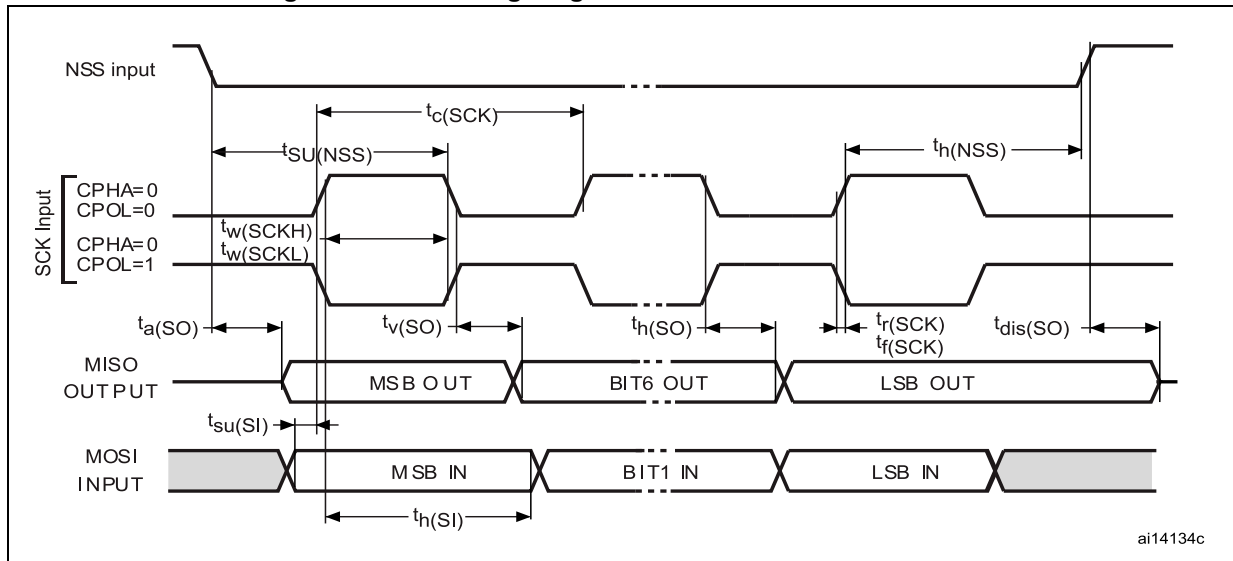 NSS input
tc(SCK)
tSU(NSS)
th(NSS)
SCK Input
CPHA=0
CPOL=0
tw(SCKH)
CPHA=0
tw(SCKL)
CPOL=1
ta(SO)
tv(SO)
th(SO)
tr(SCK)
tf(SCK)
tdis(SO)
MISO
OUTPUT
MSB OUT
BIT6 OUT
LSB OUT
tsu(SI)
MOSI
INPUT
MSB IN
BIT1 IN
LSB IN
th(SI)
ai14134c